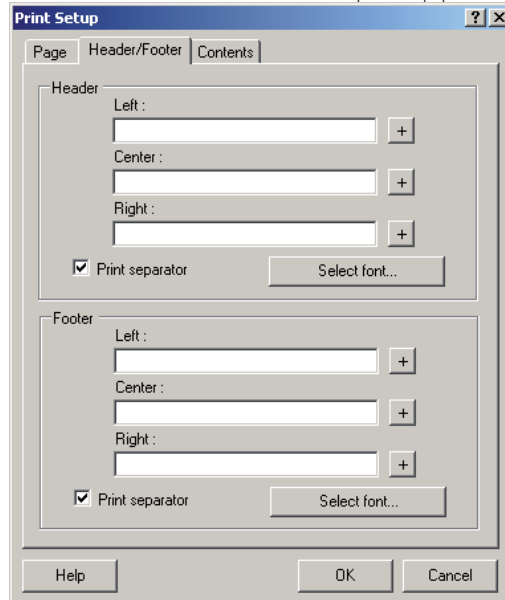 Print Setup
Page Header/Footer Contents
Header
Left :
+
Center :
+
Right :
+
Print separator Select font...
Footer
Left :
+
Center :
+
Right :
+
Print separator Select font...
Help OK Cancel